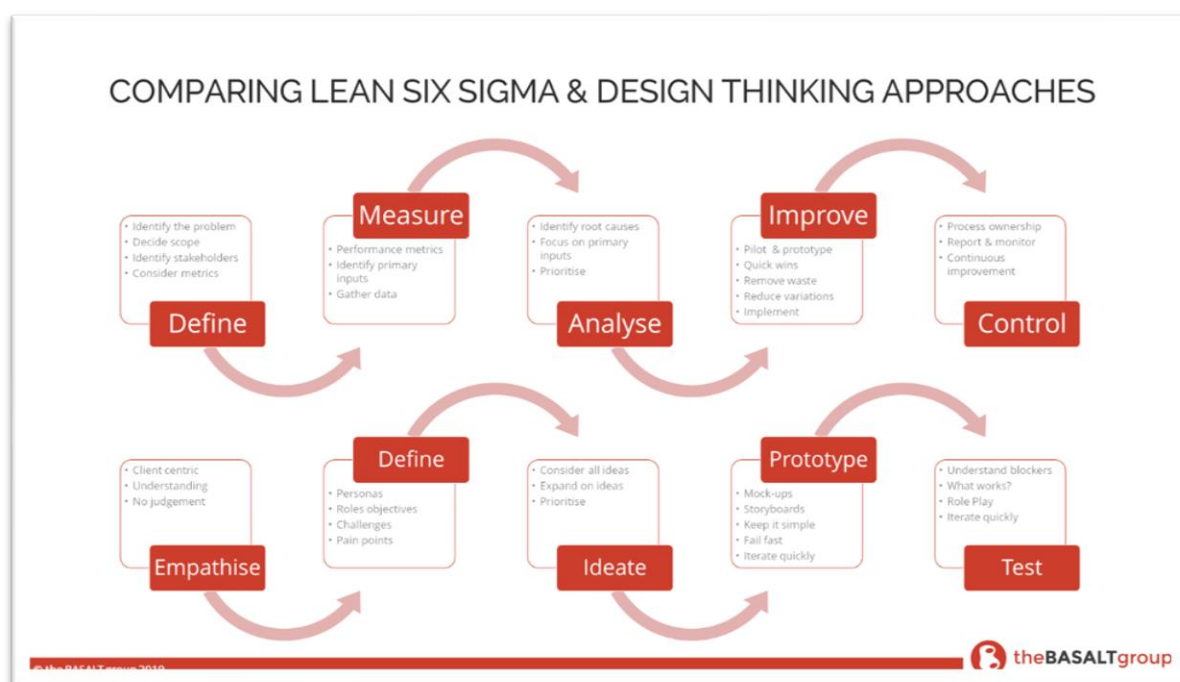 COMPARING LEAN SIX SIGMA & DESIGN THINKING APPROACHES
• Identify the problem
• Decide scope
• Identify stakeholders
• Consider metrics
Define
Measure
• Performance metrics
• Identify primary
inputs
• Gather data
• Identify root causes
• Focus on primary
inputs
• Prioritise
Analyse
Improve
• Pilot & prototype
• Quick wins
• Remove waste
• Reduce variations
• Implement
• Process ownership
• Report & monitor
• Continuous
improvement
Control
• Client centric
• Understanding
• No judgement
Empathise
Define
• Personas
• Roles objectives
• Challenges
• Pain points
• Consider all ideas
• Expand on ideas
• Prioritise
Ideate
Prototype
• Mock-ups
• Storyboards
• Keep it simple
• Fail fast
• Iterate quickly
• Understand blockers
• What works?
• Role Play
• Iterate quickly
Test
© the BASALT group 2019
theBASALTgroup